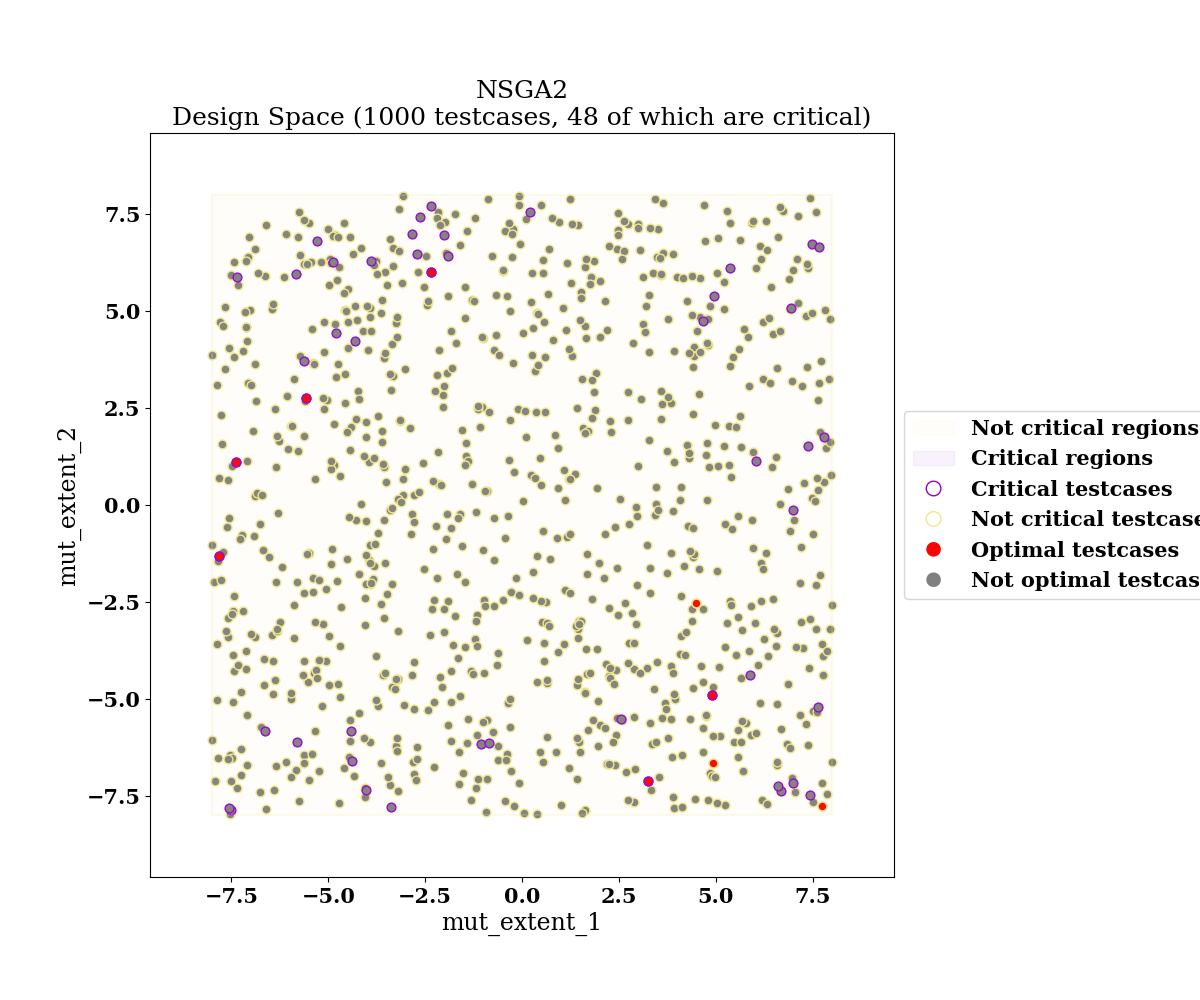 NSGA2
Design Space (1000 testcases, 48 of which are critical)
mut_extent_2
7.5
5.0
2.5
0.0
−2.5
−5.0
−7.5
−7.5
−5.0
−2.5
0.0
2.5
5.0
7.5
mut_extent_1
Not critical regions
Critical regions
Critical testcases
Not critical testcase
Optimal testcases
Not optimal testcas